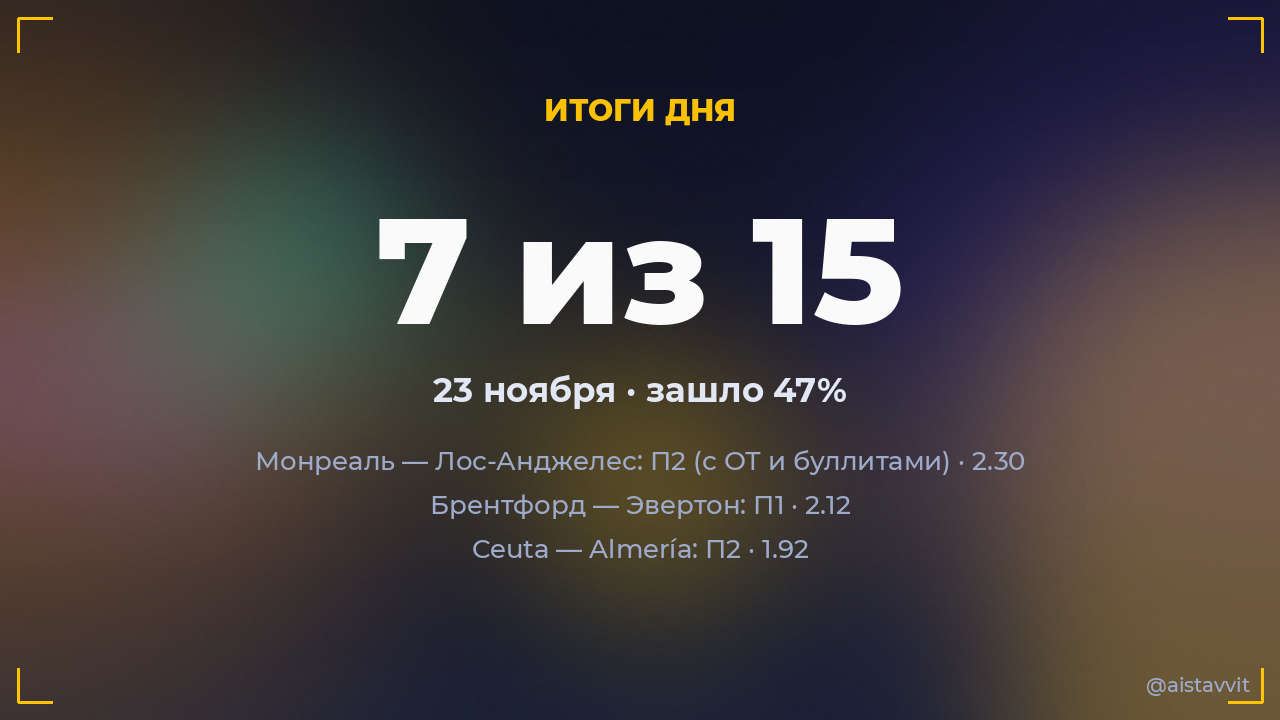 ИТОГИ ДНЯ
7 из 15
23 ноября · зашло 47%
Монреаль — Лос-Анджелес: П2 (с ОТ и буллитами) · 2.30
Брентфорд — Эвертон: П1 · 2.12
Ceuta — Almería: П2 · 1.92
@aistavvit